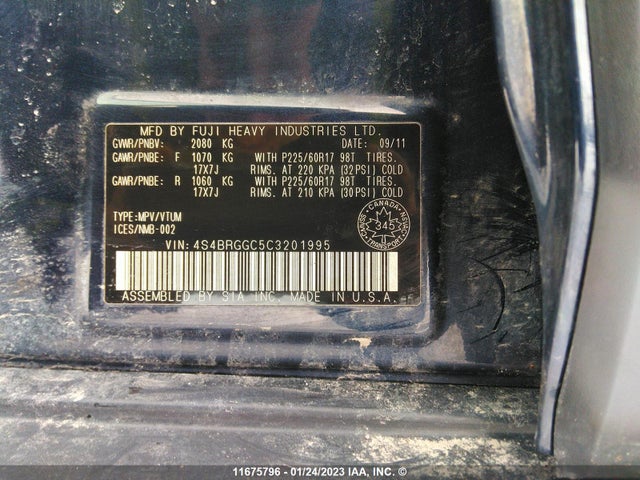 MFD BY FUJI HEAVY INDUSTRIES LTD.
GVWR/PNBV: 2080 KG DATE: 09/11
GAWR/PNBE: F 1070 KG WITH P225/60R17 98T TIRES.
17X7J RIMS. AT 220 KPA (32PSI) COLD
GAWR/PNBE: R 1060 KG WITH P225/60R17 98T TIRES.
17X7J RIMS. AT 210 KPA (30PSI) COLD
TYPE:MPV/VTUM
ICES/NMB-002
CANADA
345
TRANSPORT
VIN: 4S4BRGGC5C3201995
ASSEMBLED BY SIA INC. MADE IN U.S.A.
11675796 - 01/24/2023 IAA, INC. ©